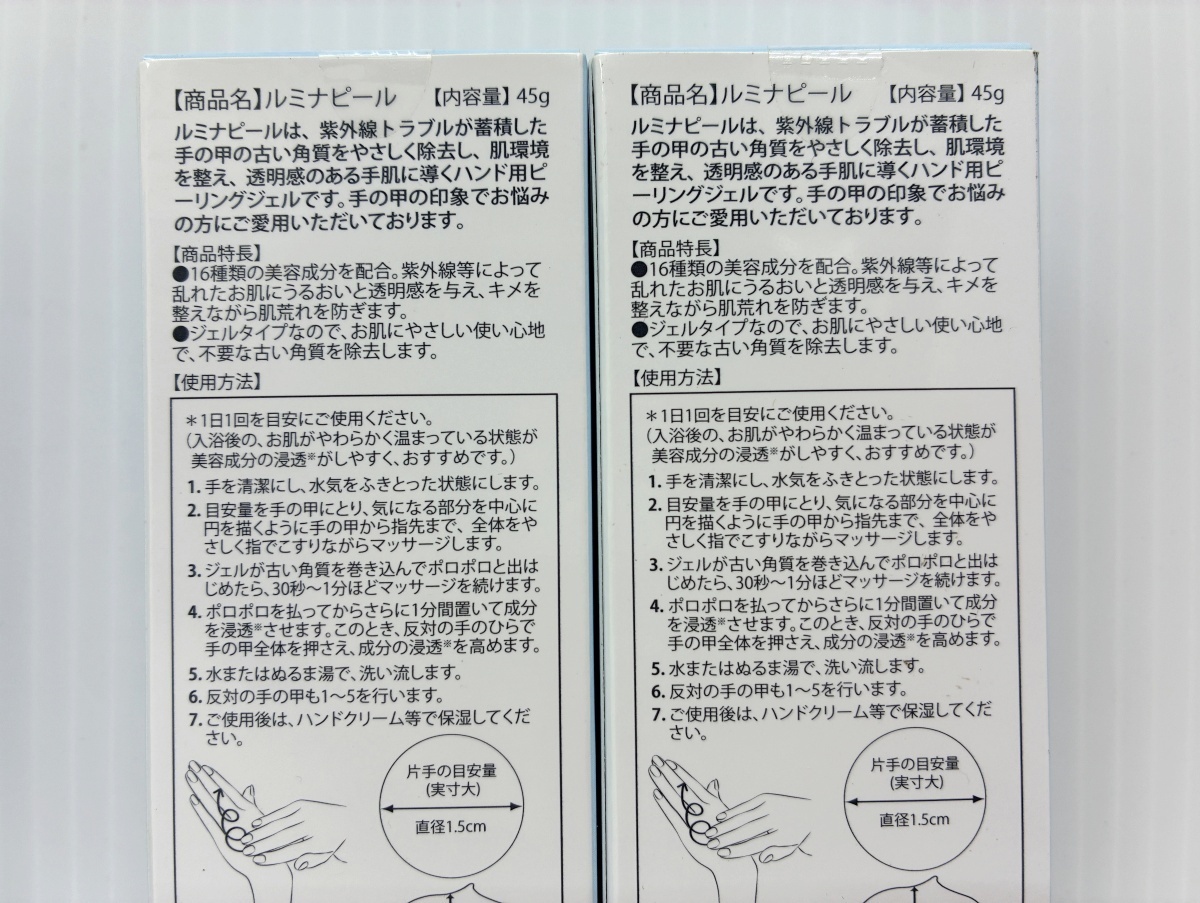 【商品名】ルミナピール 【内容量】45g
ルミナピールは、紫外線トラブルが蓄積した
手の甲の古い角質をやさしく除去し、肌環境
を整え、透明感のある手肌に導くハンド用ピ
ーリングジェルです。手の甲の印象でお悩み
の方にご愛用いただいております。
【商品特長】
●16種類の美容成分を配合。紫外線等によって
乱れたお肌にうるおいと透明感を与え、キメを
整えながら肌荒れを防ぎます。
●ジェルタイプなので、お肌にやさしい使い心地
で、不要な古い角質を除去します。
【使用方法】
＊1日1回を目安にご使用ください。
（入浴後の、お肌がやわらかく温まっている状態が
美容成分の浸透※がしやすく、おすすめです。）
1. 手を清潔にし、水気をふきとった状態にします。
2. 目安量を手の甲にとり、気になる部分を中心に
円を描くように手の甲から指先まで、全体をや
さしく指でこすりながらマッサージします。
3. ジェルが古い角質を巻き込んでポロポロと出は
じめたら、30秒～1分ほどマッサージを続けます。
4. ポロポロを払ってからさらに1分間置いて成分
を浸透※させます。このとき、反対の手のひらで
手の甲全体を押さえ、成分の浸透※を高めます。
5. 水またはぬるま湯で、洗い流します。
6. 反対の手の甲も1～5を行います。
7. ご使用後は、ハンドクリーム等で保湿してくだ
さい。
片手の目安量
(実寸大)
直径1.5cm
【商品名】ルミナピール 【内容量】45g
ルミナピールは、紫外線トラブルが蓄積した
手の甲の古い角質をやさしく除去し、肌環境
を整え、透明感のある手肌に導くハンド用ピ
ーリングジェルです。手の甲の印象でお悩み
の方にご愛用いただいております。
【商品特長】
●16種類の美容成分を配合。紫外線等によって
乱れたお肌にうるおいと透明感を与え、キメを
整えながら肌荒れを防ぎます。
●ジェルタイプなので、お肌にやさしい使い心地
で、不要な古い角質を除去します。
【使用方法】
＊1日1回を目安にご使用ください。
（入浴後の、お肌がやわらかく温まっている状態が
美容成分の浸透※がしやすく、おすすめです。）
1. 手を清潔にし、水気をふきとった状態にします。
2. 目安量を手の甲にとり、気になる部分を中心に
円を描くように手の甲から指先まで、全体をや
さしく指でこすりながらマッサージします。
3. ジェルが古い角質を巻き込んでポロポロと出は
じめたら、30秒～1分ほどマッサージを続けます。
4. ポロポロを払ってからさらに1分間置いて成分
を浸透※させます。このとき、反対の手のひらで
手の甲全体を押さえ、成分の浸透※を高めます。
5. 水またはぬるま湯で、洗い流します。
6. 反対の手の甲も1～5を行います。
7. ご使用後は、ハンドクリーム等で保湿してくだ
さい。
片手の目安量
(実寸大)
直径1.5cm